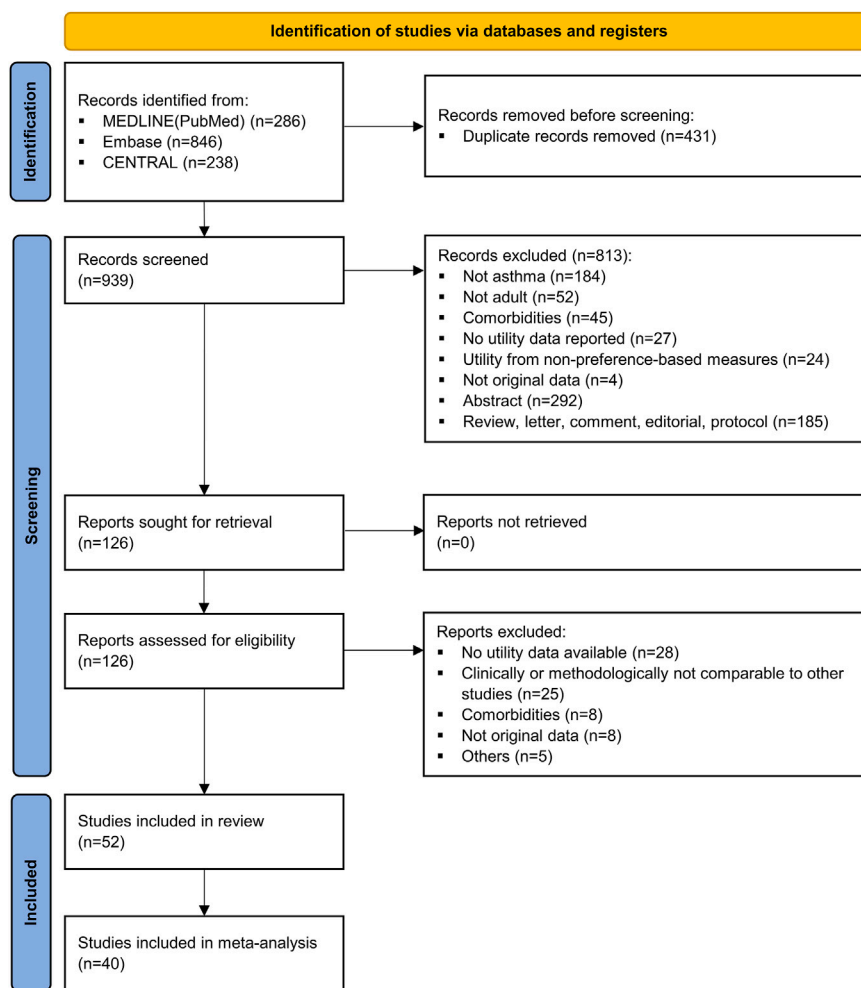 Identification of studies via databases and registers
Identification
Records identified from:
▪ MEDLINE(PubMed) (n=286)
▪ Embase (n=846)
▪ CENTRAL (n=238)
Records removed before screening:
▪ Duplicate records removed (n=431)
Screening
Records screened
(n=939)
Records excluded (n=813):
▪ Not asthma (n=184)
▪ Not adult (n=52)
▪ Comorbidities (n=45)
▪ No utility data reported (n=27)
▪ Utility from non-preference-based measures (n=24)
▪ Not original data (n=4)
▪ Abstract (n=292)
▪ Review, letter, comment, editorial, protocol (n=185)
Reports sought for retrieval
(n=126)
Reports not retrieved
(n=0)
Reports assessed for eligibility
(n=126)
Reports excluded:
▪ No utility data available (n=28)
▪ Clinically or methodologically not comparable to other
studies (n=25)
▪ Comorbidities (n=8)
▪ Not original data (n=8)
▪ Others (n=5)
Included
Studies included in review
(n=52)
Studies included in meta-analysis
(n=40)